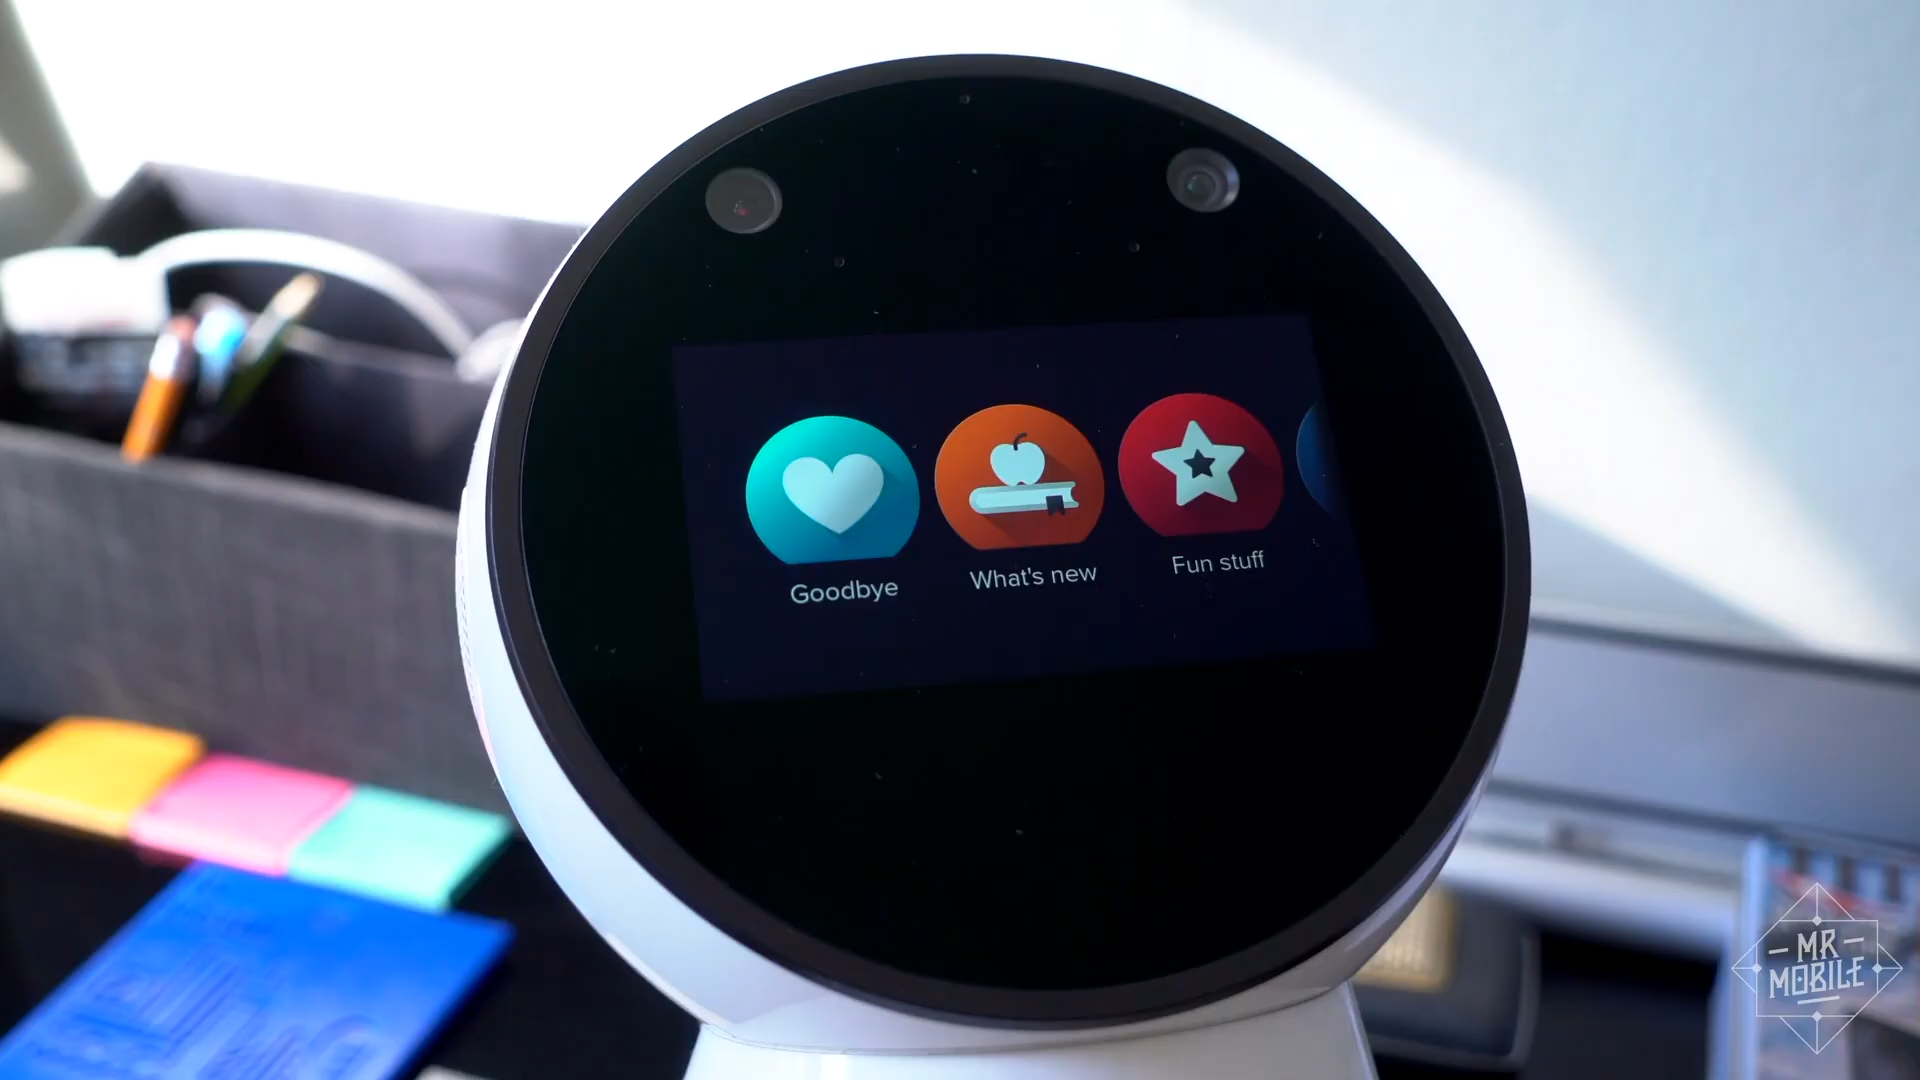 Goodbye
What's new
Fun stuff
MR
MOBILE